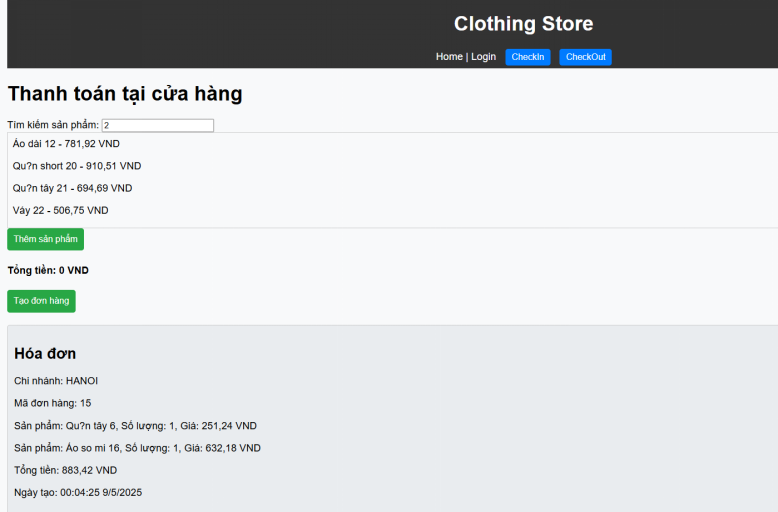 Clothing Store
Home | Login CheckIn CheckOut
Thanh toán tại cửa hàng
Tìm kiếm sản phẩm: 2
Áo dài 12 - 781,92 VND
Qu?n short 20 - 910,51 VND
Qu?n tây 21 - 694,69 VND
Váy 22 - 506,75 VND
Thêm sản phẩm
Tổng tiền: 0 VND
Tạo đơn hàng
Hóa đơn
Chi nhánh: HANOI
Mã đơn hàng: 15
Sản phẩm: Qu?n tây 6, Số lượng: 1, Giá: 251,24 VND
Sản phẩm: Áo so mi 16, Số lượng: 1, Giá: 632,18 VND
Tổng tiền: 883,42 VND
Ngày tạo: 00:04:25 9/5/2025